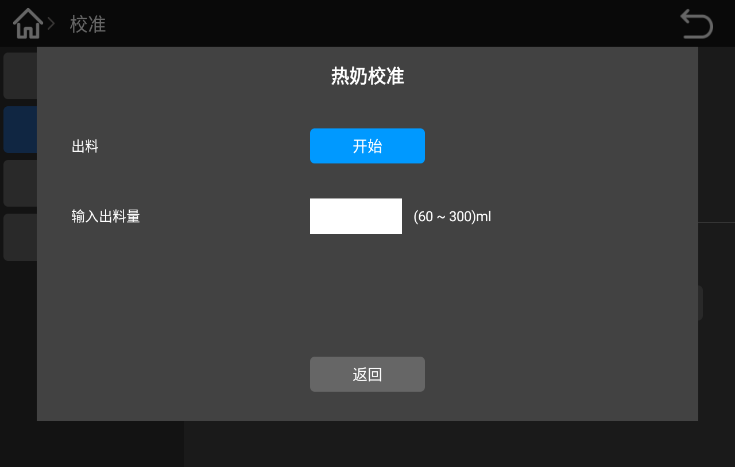 校准
热奶校准
出料
开始
输入出料量
(60 ~ 300)ml
返回